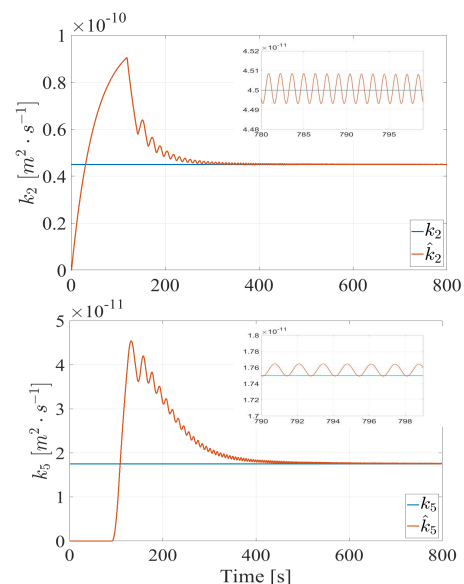 ×10⁻¹⁰
1
0.8
0.6
0.4
0.2
0
k₂ [m² · s⁻¹]
0 200 400 600 800
×10⁻¹¹
4.52
4.51
4.5
4.49
4.48
780 785 790 795
k₂
k̂₂
×10⁻¹¹
5
4
3
2
1
0
k₅ [m² · s⁻¹]
0 200 400 600 800
Time [s]
×10⁻¹¹
1.8
1.78
1.76
1.74
1.72
1.7
790 792 794 796 798
k₅
k̂₅